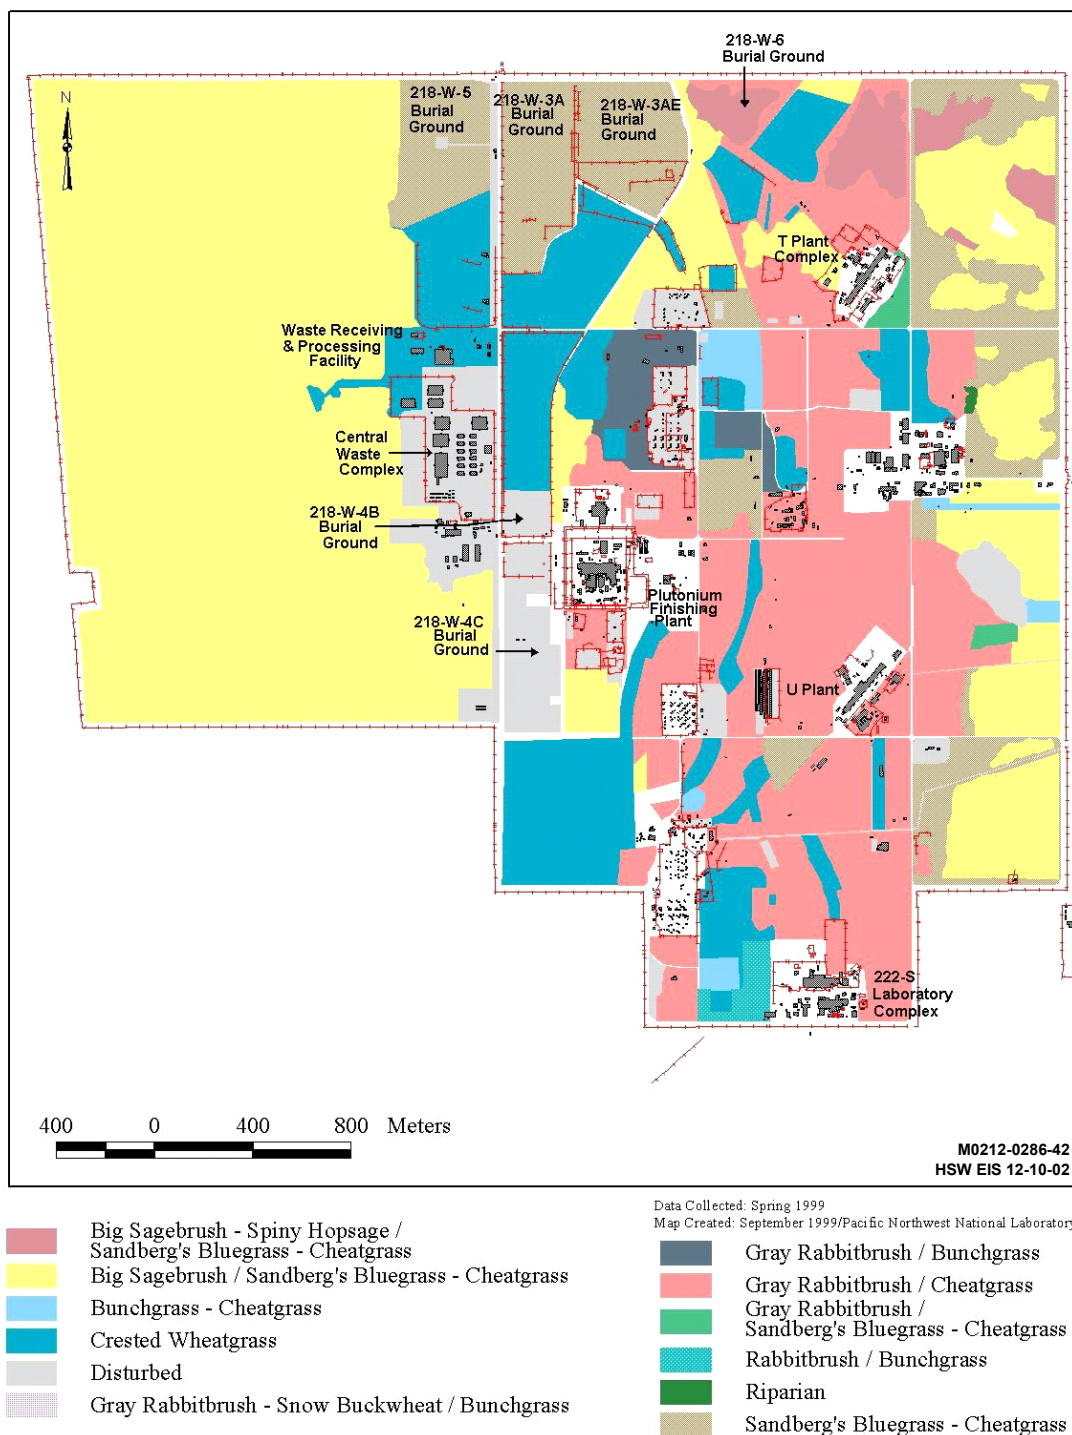 218-W-6
Burial Ground
218-W-5
Burial
Ground
218-W-3A
Burial
Ground
218-W-3AE
Burial
Ground
N
T Plant
Complex
Waste Receiving
& Processing
Facility
Central
Waste
Complex
218-W-4B
Burial
Ground
Plutonium
Finishing
Plant
218-W-4C
Burial
Ground
U Plant
222-S
Laboratory
Complex
400 0 400 800 Meters
M0212-0286-42
HSW EIS 12-10-02
Data Collected: Spring 1999
Map Created: September 1999/Pacific Northwest National Laboratory
Big Sagebrush - Spiny Hopsage /
Sandberg's Bluegrass - Cheatgrass
Big Sagebrush / Sandberg's Bluegrass - Cheatgrass
Bunchgrass - Cheatgrass
Crested Wheatgrass
Disturbed
Gray Rabbitbrush - Snow Buckwheat / Bunchgrass
Gray Rabbitbrush / Bunchgrass
Gray Rabbitbrush / Cheatgrass
Gray Rabbitbrush /
Sandberg's Bluegrass - Cheatgrass
Rabbitbrush / Bunchgrass
Riparian
Sandberg's Bluegrass - Cheatgrass